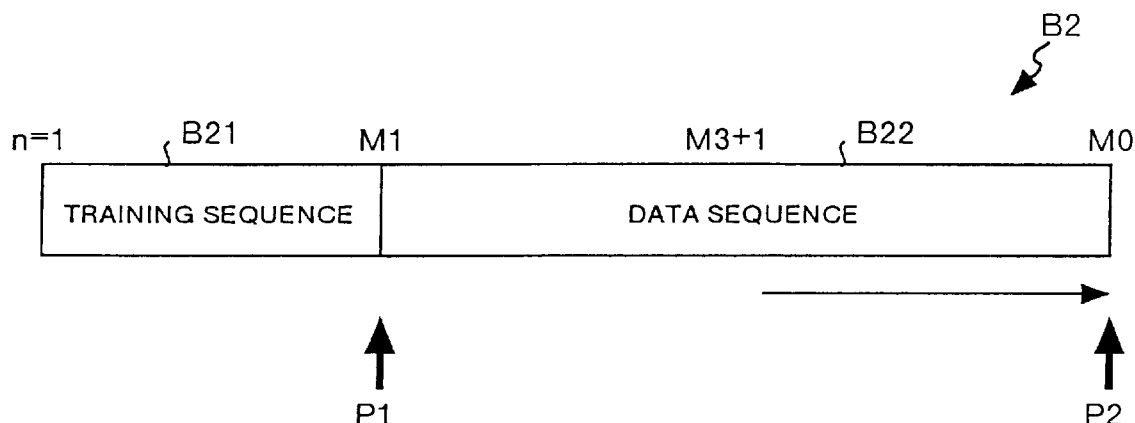 B2
n=1 B21 M1 M3+1 B22 M0
TRAINING SEQUENCE DATA SEQUENCE
P1 P2